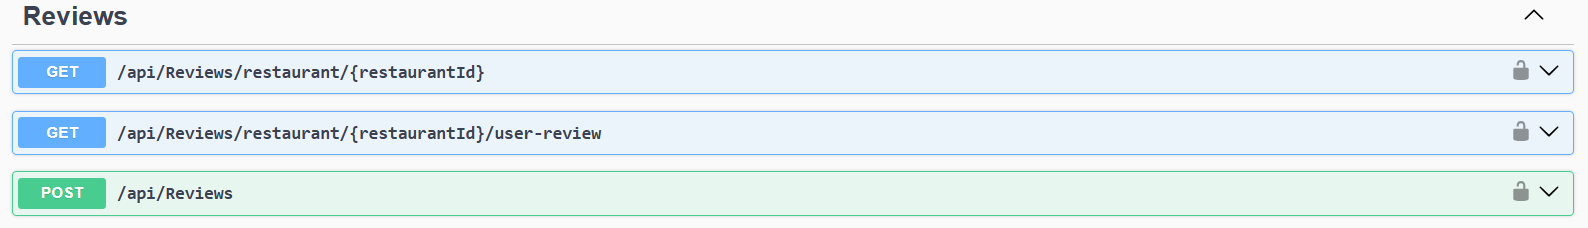 Reviews
GET /api/Reviews/restaurant/{restaurantId}
GET /api/Reviews/restaurant/{restaurantId}/user-review
POST /api/Reviews